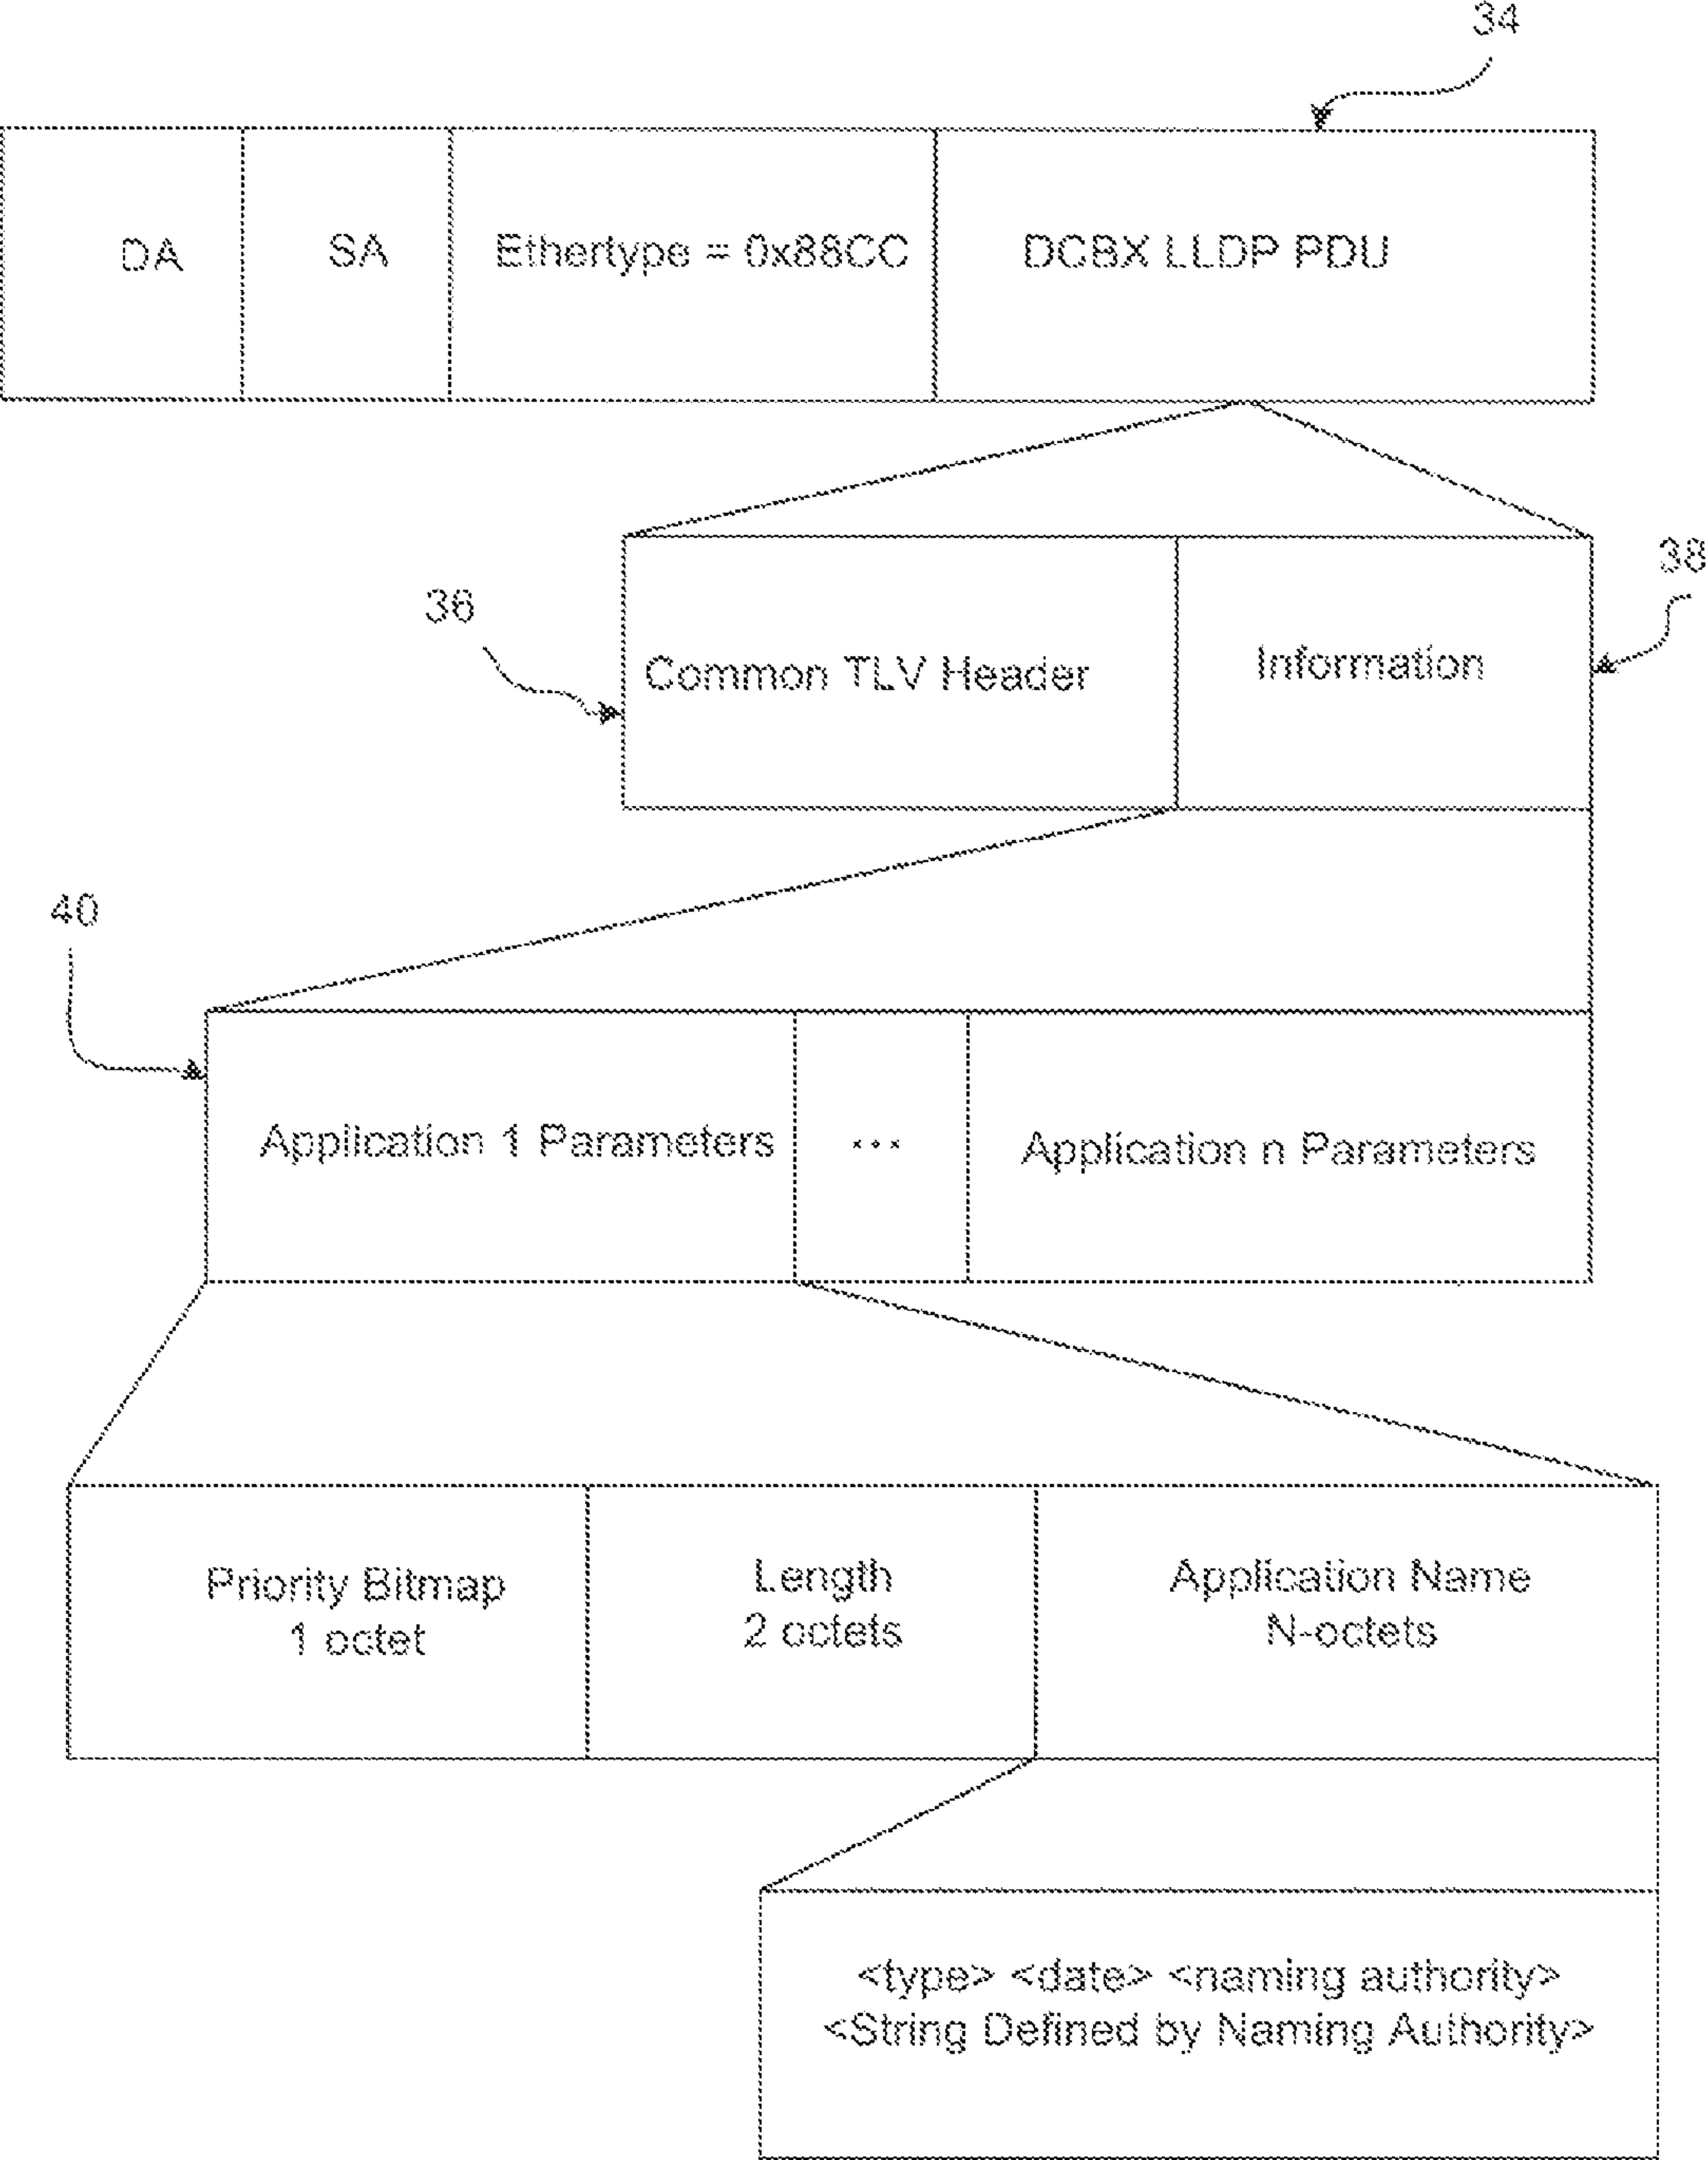 34
DA
SA
Ethertype = 0x88CC
DCBX LLDP PDU
36
38
Common TLV Header
Information
40
Application 1 Parameters
...
Application n Parameters
Priority Bitmap
1 octet
Length
2 octets
Application Name
N-octets
<type> <date> <naming authority>
<String Defined by Naming Authority>